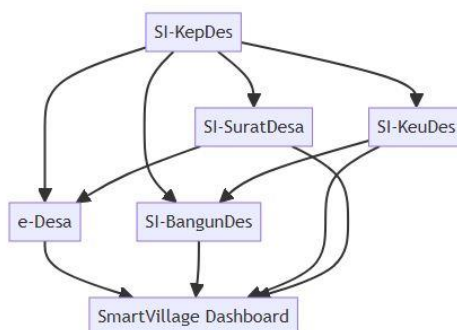 SI-KepDes
SI-SuratDesa
SI-KeuDes
e-Desa
SI-BangunDes
SmartVillage Dashboard